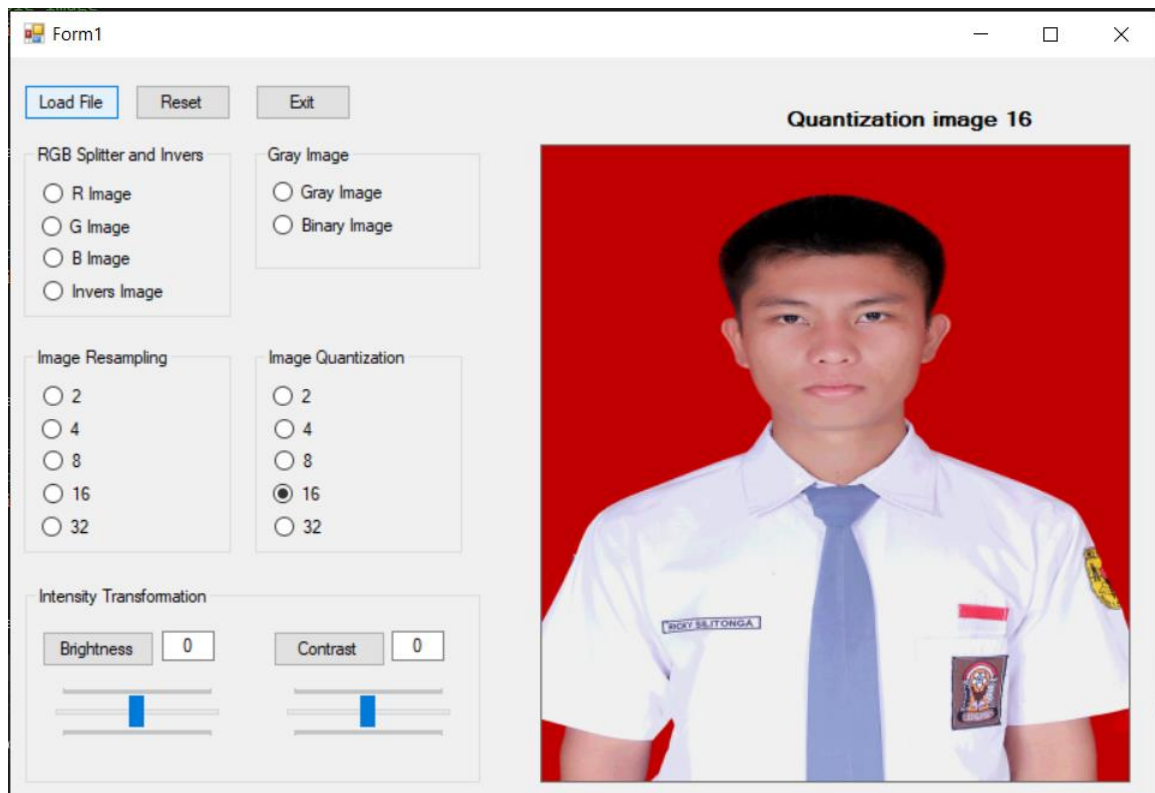 Form1
Load File
Reset
Exit
Quantization image 16
RGB Splitter and Invers
R Image
G Image
B Image
Invers Image
Gray Image
Gray Image
Binary Image
Image Resampling
2
4
8
16
32
Image Quantization
2
4
8
16
32
Intensity Transformation
Brightness
0
Contrast
0
RICKY SILITONGA